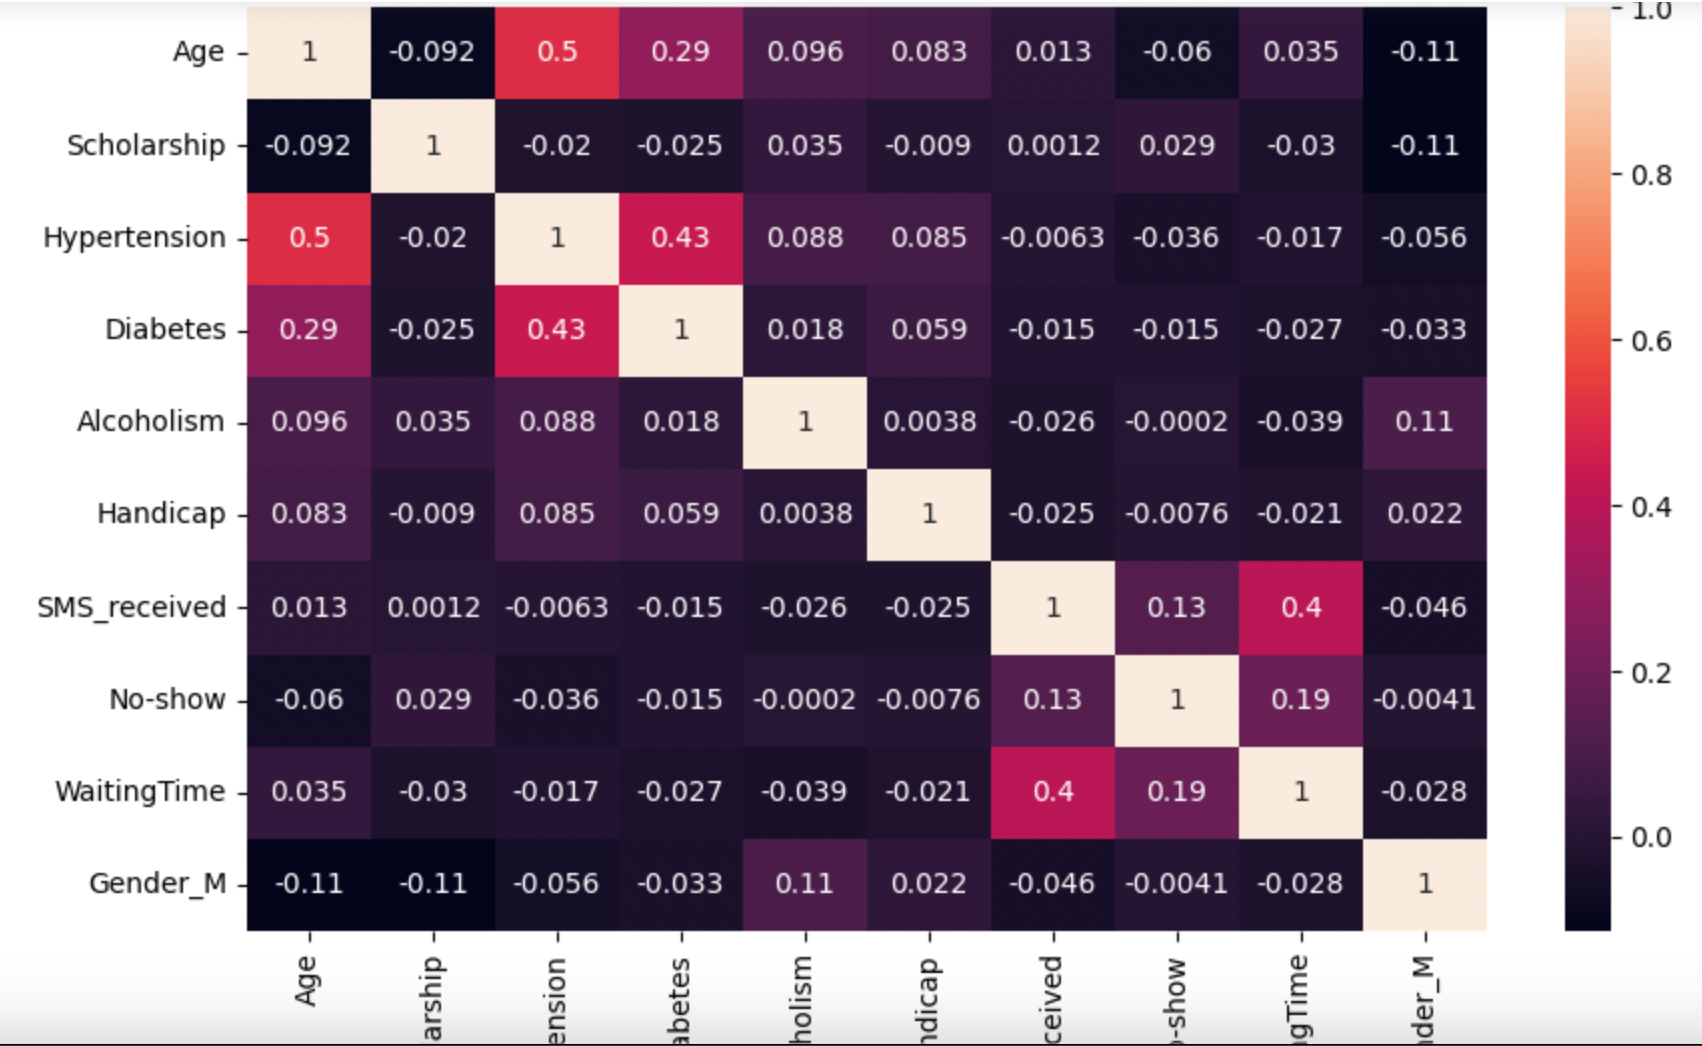 Age 1 -0.092 0.5 0.29 0.096 0.083 0.013 -0.06 0.035 -0.11
Scholarship -0.092 1 -0.02 -0.025 0.035 -0.009 0.0012 0.029 -0.03 -0.11
Hypertension 0.5 -0.02 1 0.43 0.088 0.085 -0.0063 -0.036 -0.017 -0.056
Diabetes 0.29 -0.025 0.43 1 0.018 0.059 -0.015 -0.015 -0.027 -0.033
Alcoholism 0.096 0.035 0.088 0.018 1 0.0038 -0.026 -0.0002 -0.039 0.11
Handicap 0.083 -0.009 0.085 0.059 0.0038 1 -0.025 -0.0076 -0.021 0.022
SMS_received 0.013 0.0012 -0.0063 -0.015 -0.026 -0.025 1 0.13 0.4 -0.046
No-show -0.06 0.029 -0.036 -0.015 -0.0002 -0.0076 0.13 1 0.19 -0.0041
WaitingTime 0.035 -0.03 -0.017 -0.027 -0.039 -0.021 0.4 0.19 1 -0.028
Gender_M -0.11 -0.11 -0.056 -0.033 0.11 0.022 -0.046 -0.0041 -0.028 1
Age arship ension abetes holism ndicap ceived -show gTime der_M
1.0
0.8
0.6
0.4
0.2
0.0